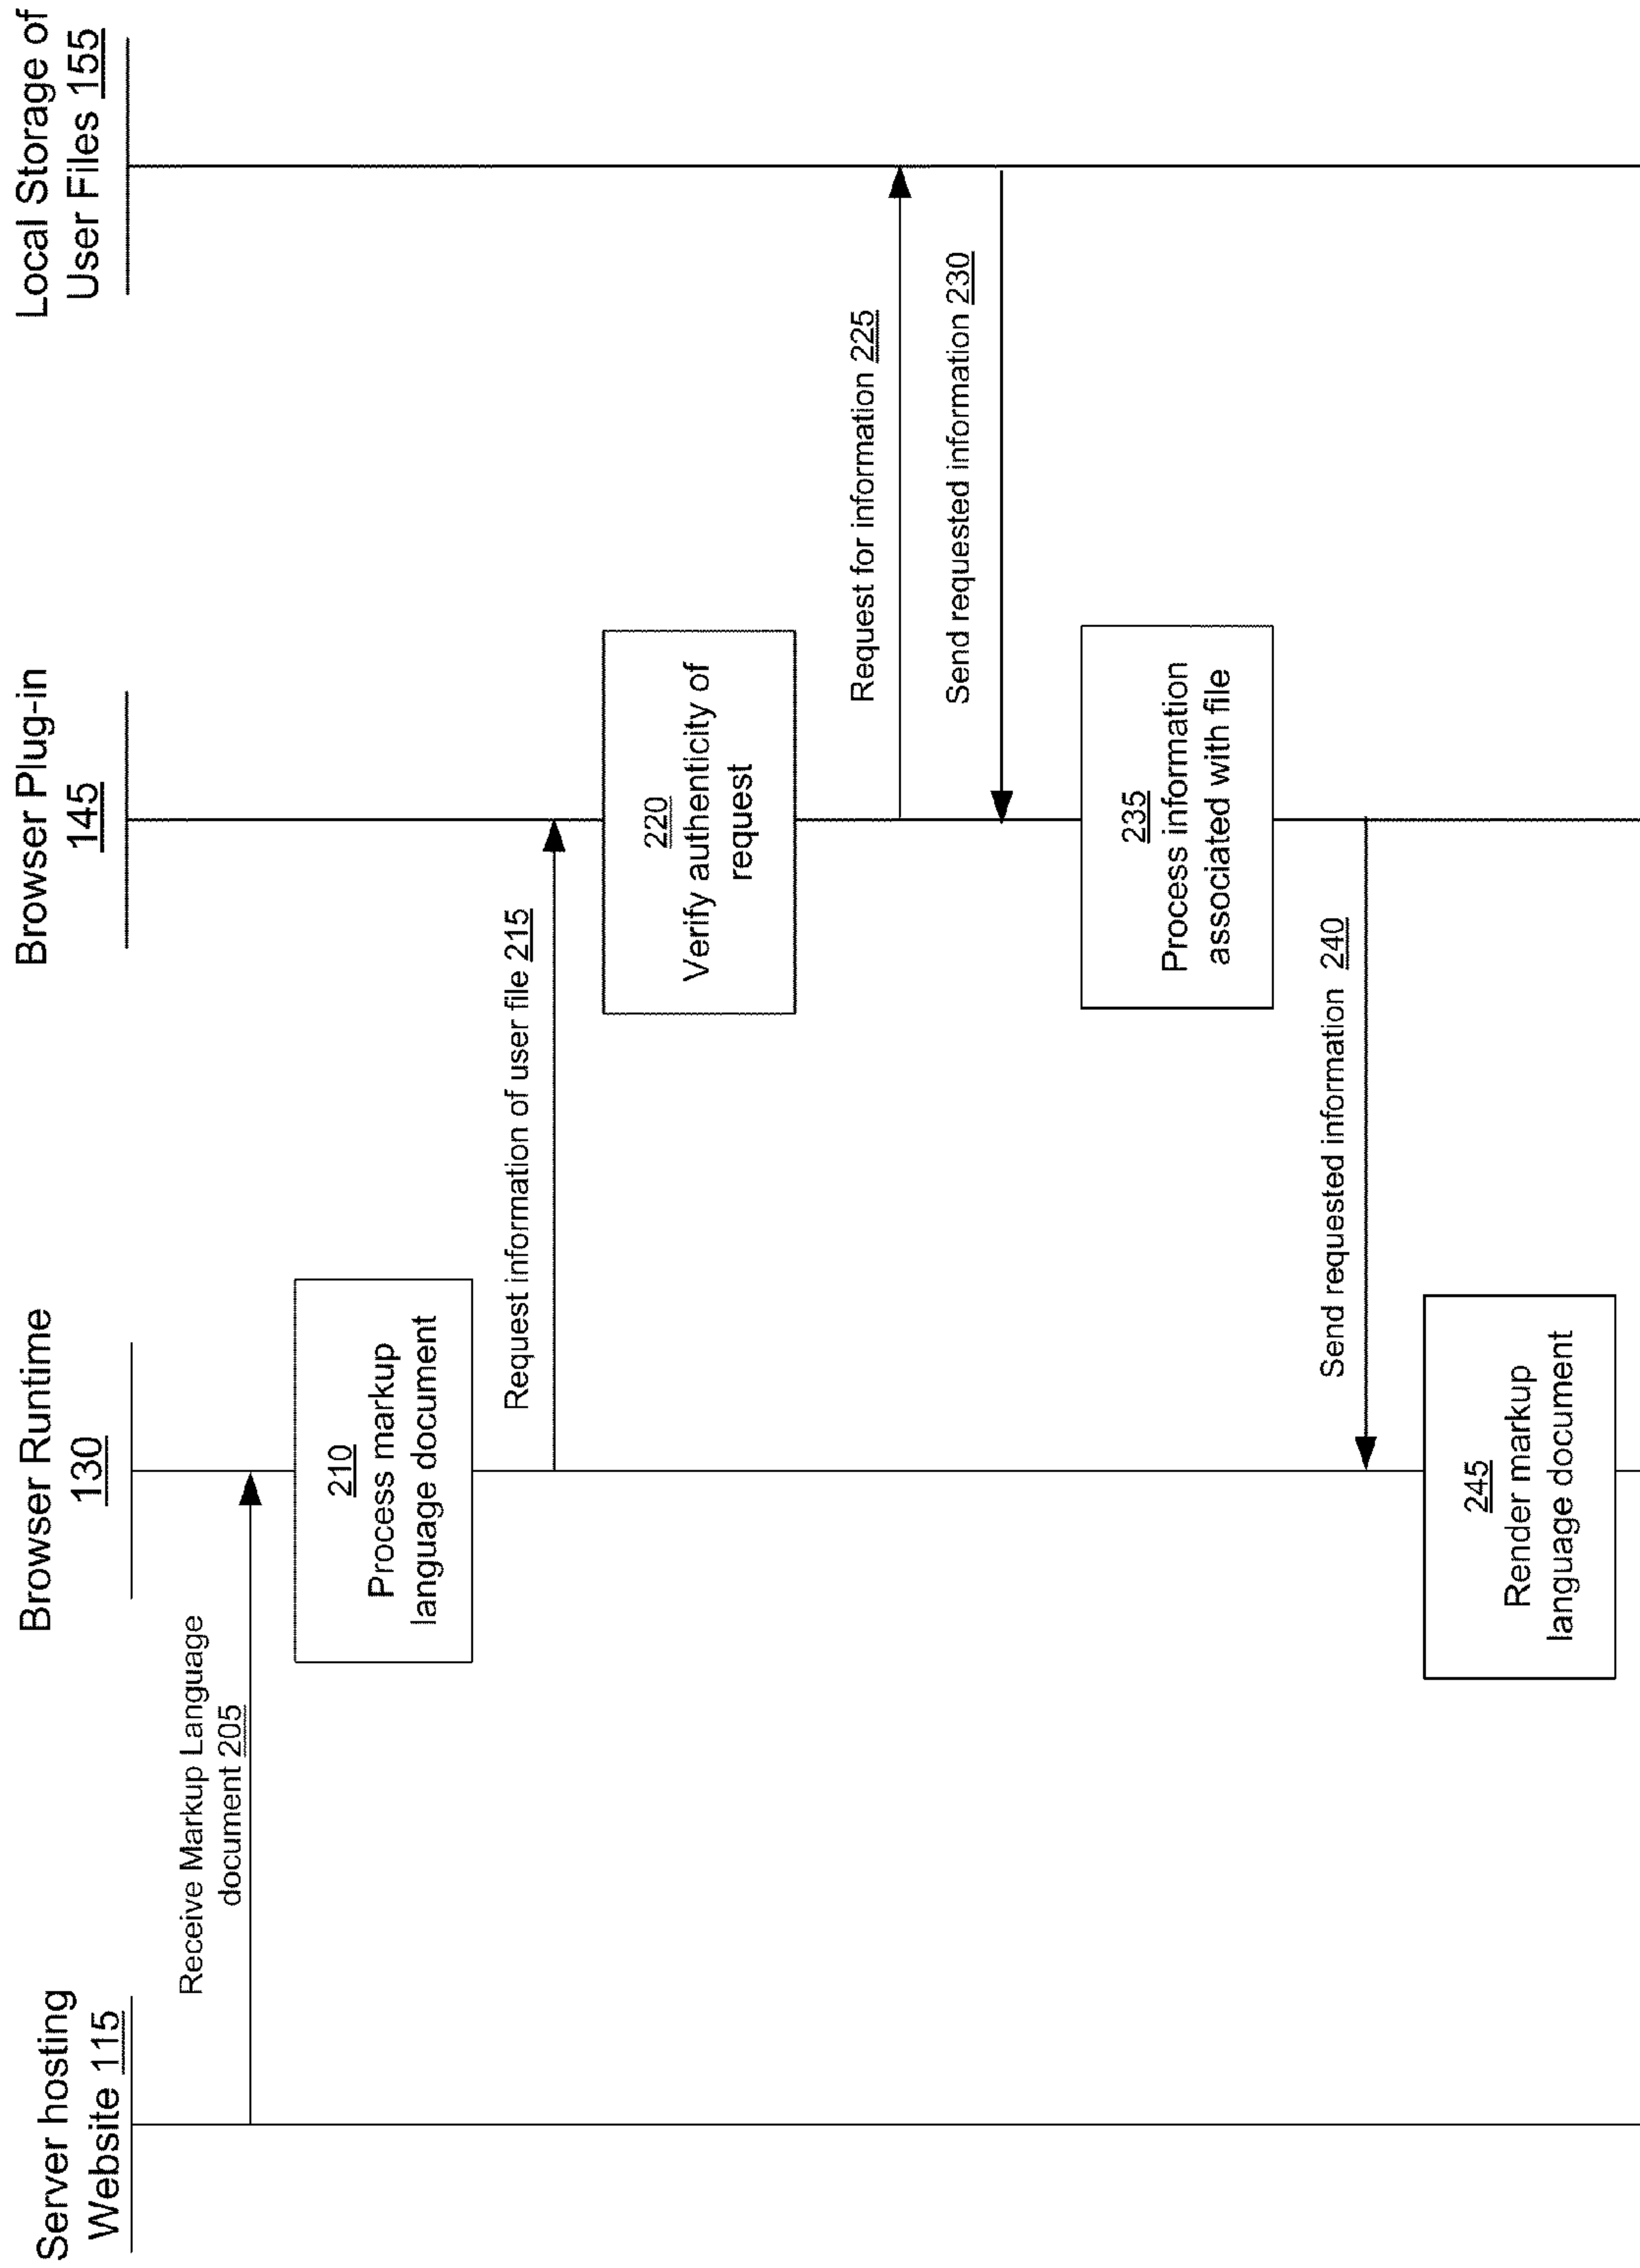 Server hosting
Website 115
Browser Runtime
130
Browser Plug-in
145
Local Storage of
User Files 155
Receive Markup Language
document 205
210
Process markup
language document
Request information of user file 215
220
Verify authenticity of
request
Request for information 225
Send requested information 230
235
Process information
associated with file
Send requested information 240
245
Render markup
language document